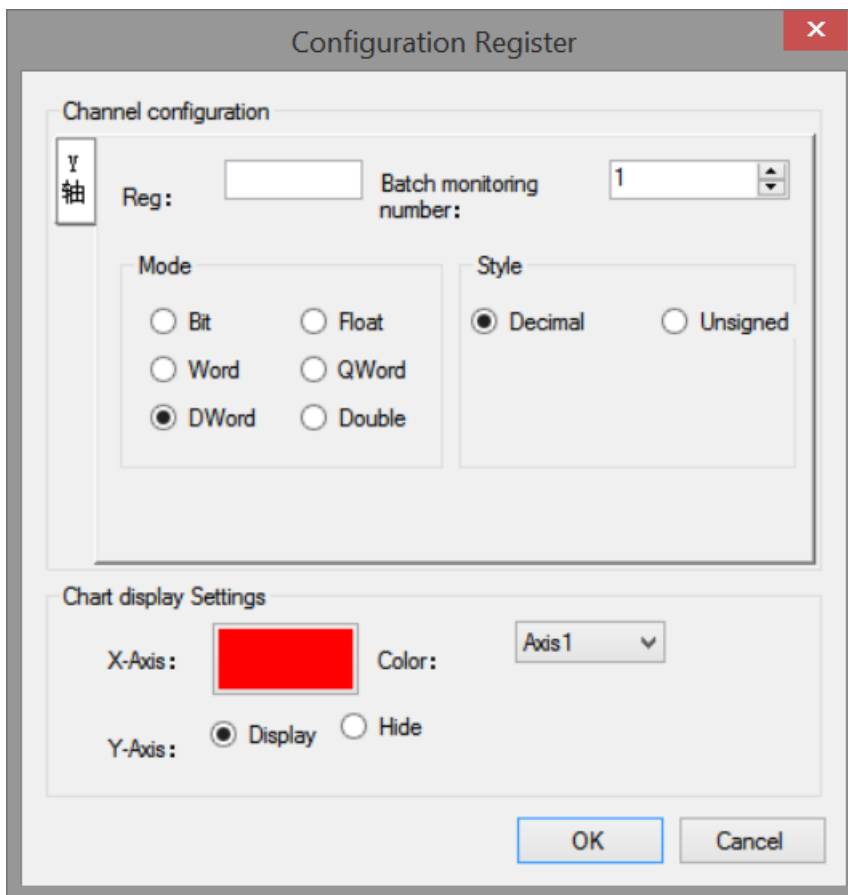 Configuration Register
Channel configuration
Y
轴
Reg:
Batch monitoring
number:
1
Mode
Style
Bit
Float
Decimal
Unsigned
Word
QWord
DWord
Double
Chart display Settings
X-Axis:
Color:
Axis1
Y-Axis:
Display
Hide
OK
Cancel